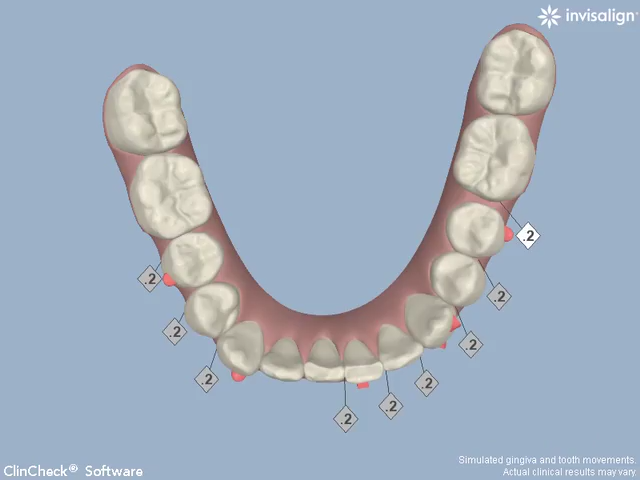 invisalign
.2
.2
.2
.2
.2
.2
.2
.2
.2
Simulated gingiva and tooth movements.
ClinCheck® Software
Actual clinical results may vary.